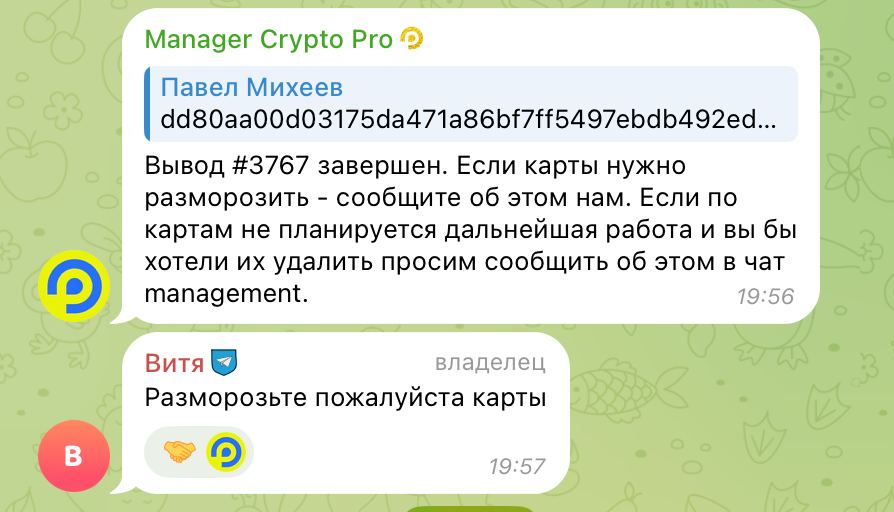 Manager Crypto Pro
Павел Михеев
dd80aa00d03175da471a86bf7ff5497ebdb492ed...
Вывод #3767 завершен. Если карты нужно
разморозить - сообщите об этом нам. Если по
картам не планируется дальнейшая работа и вы бы
хотели их удалить просим сообщить об этом в чат
management.
19:56
Витя
владелец
Разморозьте пожалуйста карты
В
19:57